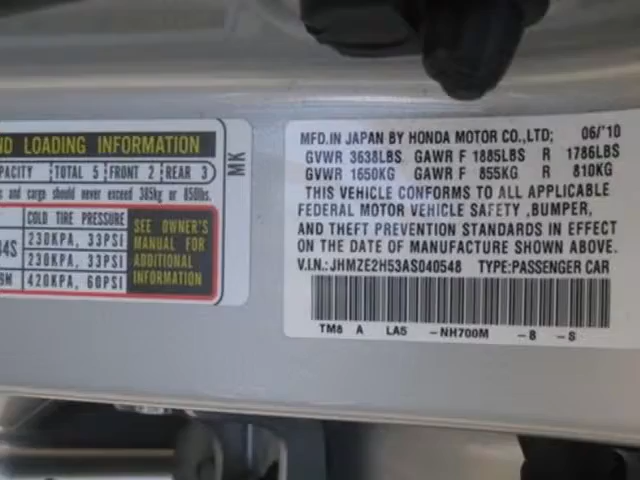 ND LOADING INFORMATION
PACITY TOTAL 5 FRONT 2 REAR 3
s and cargo should never exceed 385kg or 850lbs.
COLD TIRE PRESSURE
84S 230KPA, 33PSI
230KPA, 33PSI
420KPA, 60PSI
SEE OWNER'S
MANUAL FOR
ADDITIONAL
INFORMATION
MK
MFD.IN JAPAN BY HONDA MOTOR CO.,LTD; 06/'10
GVWR 3638LBS GAWR F 1885LBS R 1786LBS
GVWR 1650KG GAWR F 855KG R 810KG
THIS VEHICLE CONFORMS TO ALL APPLICABLE
FEDERAL MOTOR VEHICLE SAFETY ,BUMPER,
AND THEFT PREVENTION STANDARDS IN EFFECT
ON THE DATE OF MANUFACTURE SHOWN ABOVE.
V.I.N.: JHMZE2H53AS040548 TYPE:PASSENGER CAR
TM8 A LA5 -NH700M -B -S